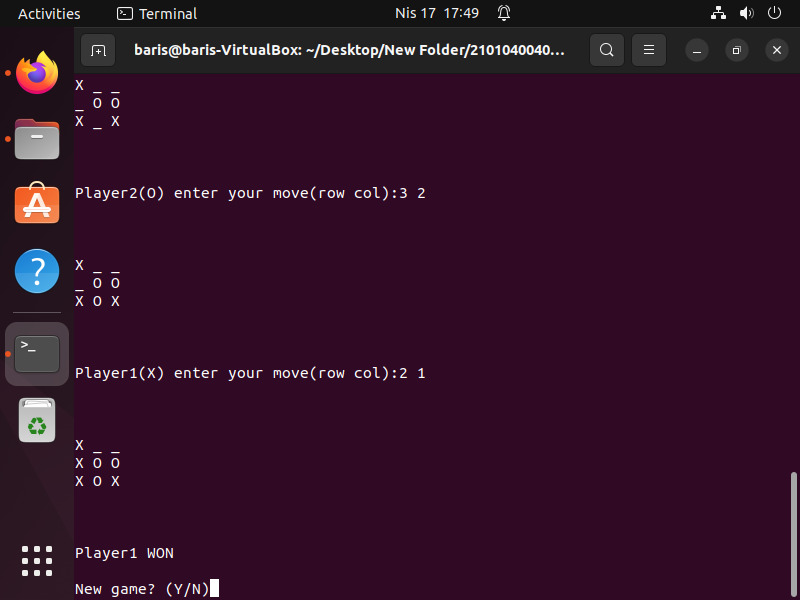 Activities Terminal Nis 17 17:49
baris@baris-VirtualBox: ~/Desktop/New Folder/2101040040...
X _ _
_ O O
X _ X
Player2(O) enter your move(row col):3 2
X _ _
_ O O
X O X
Player1(X) enter your move(row col):2 1
X _ _
X O O
X O X
Player1 WON
New game? (Y/N)